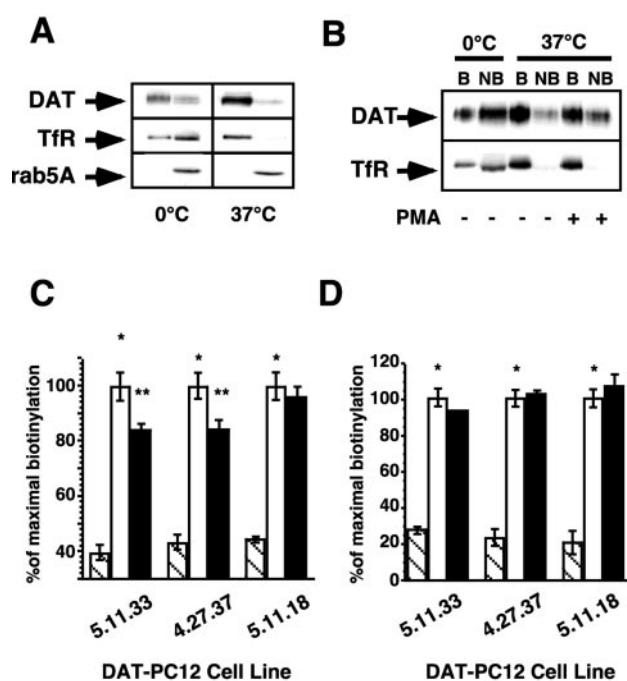 A
DAT
TfR
rab5A
0°C 37°C
B
0°C 37°C
B NB B NB B NB
DAT
TfR
PMA - - - - + +
C
%of maximal biotinylation
100
80
60
40
* ** * ** *
5.11.33 4.27.37 5.11.18
DAT-PC12 Cell Line
D
%of maximal biotinylation
120
100
80
60
40
20
0
* * *
5.11.33 4.27.37 5.11.18
DAT-PC12 Cell Line